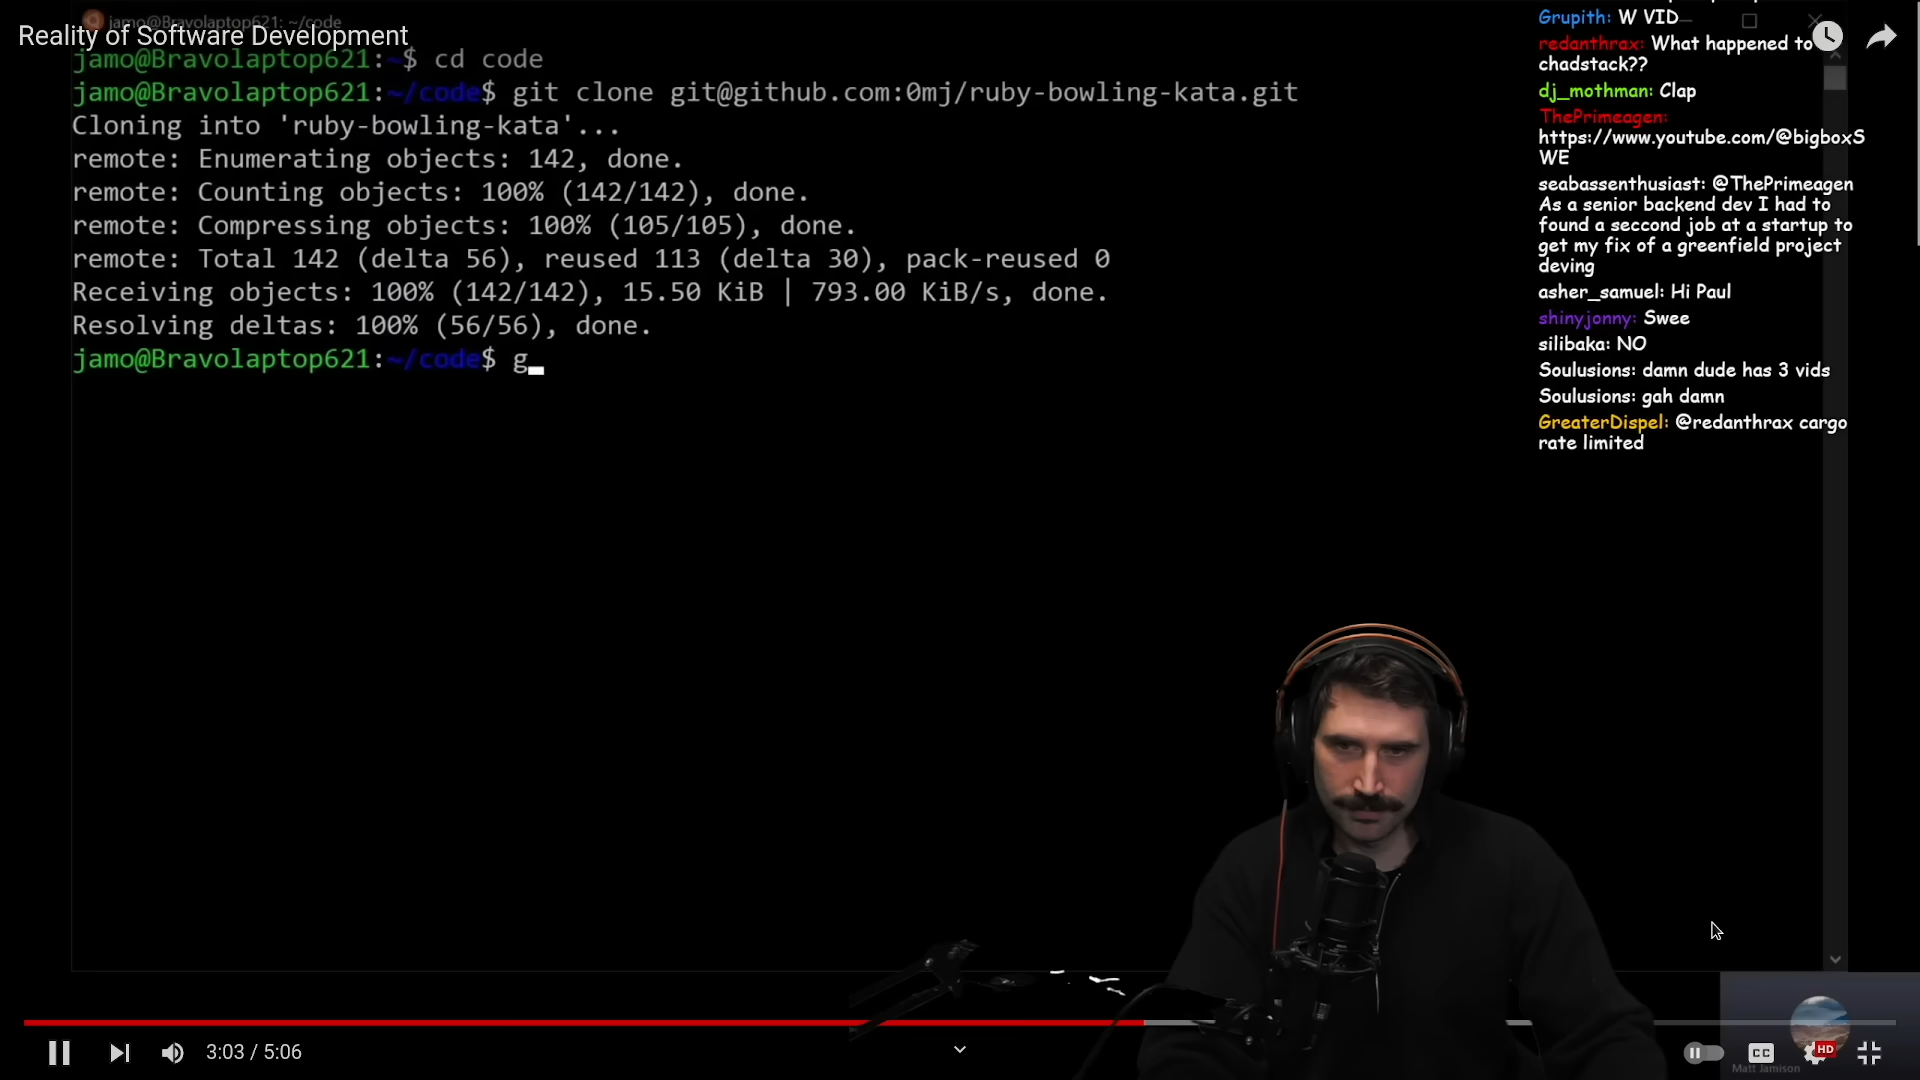 jamo@Bravolaptop621: ~/code
Reality of Software Development
jamo@Bravolaptop621:~$ cd code
jamo@Bravolaptop621:~/code$ git clone git@github.com:0mj/ruby-bowling-kata.git
Cloning into 'ruby-bowling-kata'...
remote: Enumerating objects: 142, done.
remote: Counting objects: 100% (142/142), done.
remote: Compressing objects: 100% (105/105), done.
remote: Total 142 (delta 56), reused 113 (delta 30), pack-reused 0
Receiving objects: 100% (142/142), 15.50 KiB | 793.00 KiB/s, done.
Resolving deltas: 100% (56/56), done.
jamo@Bravolaptop621:~/code$ g
Grupith: W VID
redanthrax: What happened to
chadstack??
dj_mothman: Clap
ThePrimeagen:
https://www.youtube.com/@bigboxS
WE
seabassenthusiast: @ThePrimeagen
As a senior backend dev I had to
found a seccond job at a startup to
get my fix of a greenfield project
deving
asher_samuel: Hi Paul
shinyjonny: Swee
silibaka: NO
Soulusions: damn dude has 3 vids
Soulusions: gah damn
GreaterDispel: @redanthrax cargo
rate limited
3:03 / 5:06
CC
HD
Matt Jamison